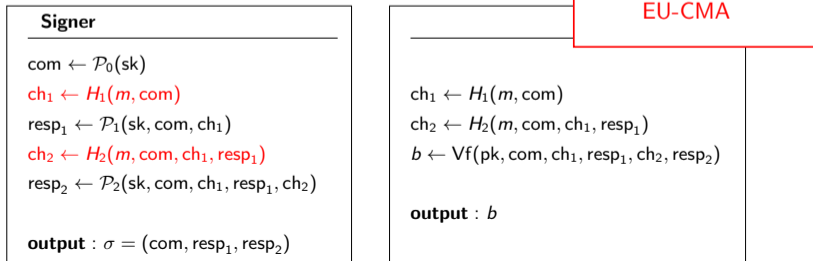 Signer
com ← 𝒫₀(sk)
ch₁ ← H₁(m, com)
resp₁ ← 𝒫₁(sk, com, ch₁)
ch₂ ← H₂(m, com, ch₁, resp₁)
resp₂ ← 𝒫₂(sk, com, ch₁, resp₁, ch₂)
output : σ = (com, resp₁, resp₂)
EU-CMA
ch₁ ← H₁(m, com)
ch₂ ← H₂(m, com, ch₁, resp₁)
b ← Vf(pk, com, ch₁, resp₁, ch₂, resp₂)
output : b